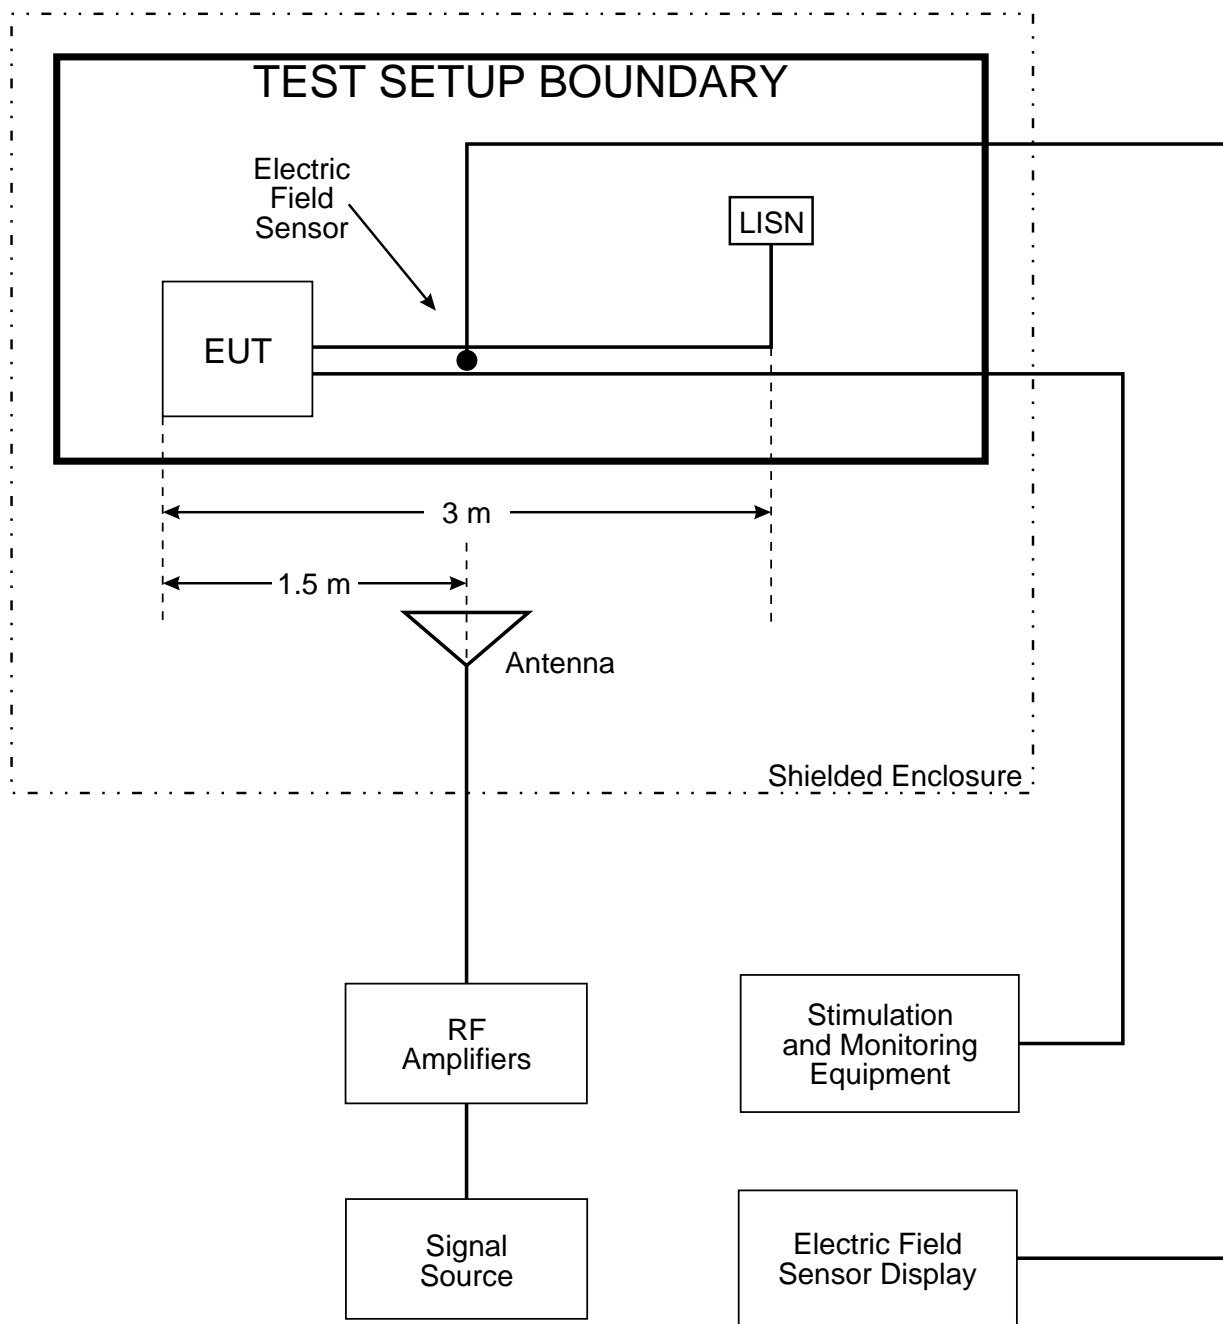 TEST SETUP BOUNDARY
Electric
Field
Sensor
LISN
EUT
3 m
1.5 m
Antenna
Shielded Enclosure
RF
Amplifiers
Stimulation
and Monitoring
Equipment
Signal
Source
Electric Field
Sensor Display